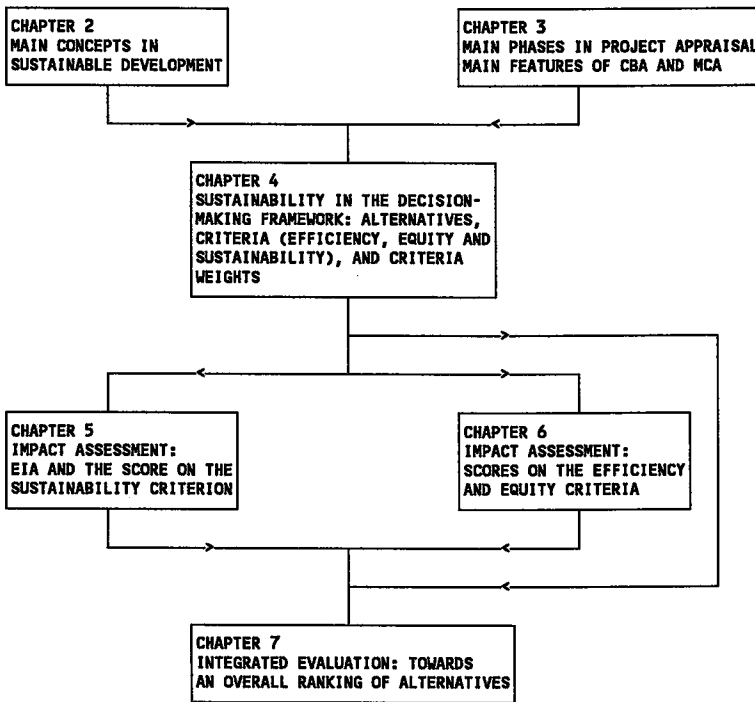 CHAPTER 2
MAIN CONCEPTS IN
SUSTAINABLE DEVELOPMENT
CHAPTER 3
MAIN PHASES IN PROJECT APPRAISAL
MAIN FEATURES OF CBA AND MCA
CHAPTER 4
SUSTAINABILITY IN THE DECISION-
MAKING FRAMEWORK: ALTERNATIVES,
CRITERIA (EFFICIENCY, EQUITY AND
SUSTAINABILITY), AND CRITERIA
WEIGHTS
CHAPTER 5
IMPACT ASSESSMENT:
EIA AND THE SCORE ON THE
SUSTAINABILITY CRITERION
CHAPTER 6
IMPACT ASSESSMENT:
SCORES ON THE EFFICIENCY
AND EQUITY CRITERIA
CHAPTER 7
INTEGRATED EVALUATION: TOWARDS
AN OVERALL RANKING OF ALTERNATIVES